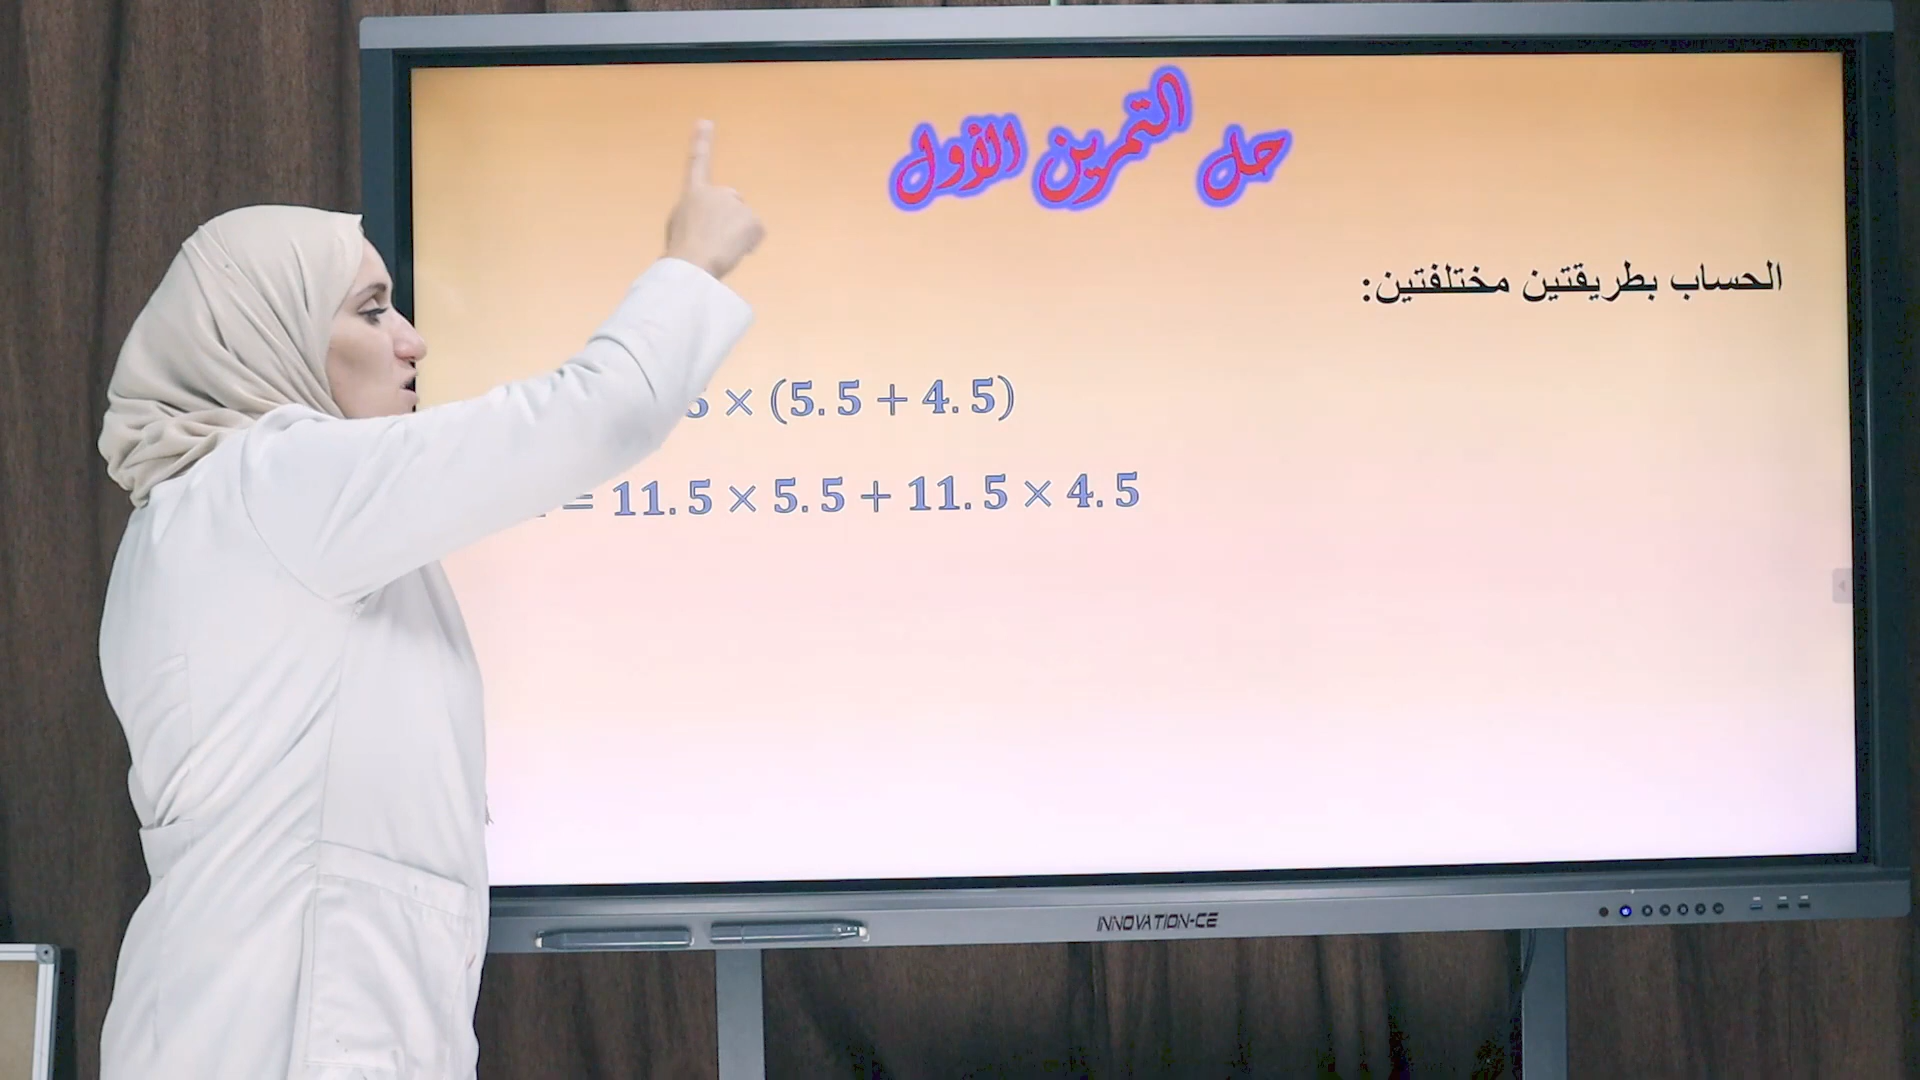 حل التمرين الأول
الحساب بطريقتين مختلفتين:
× (5.5 + 4.5)
= 11.5 × 5.5 + 11.5 × 4.5
INNOVATION-CE